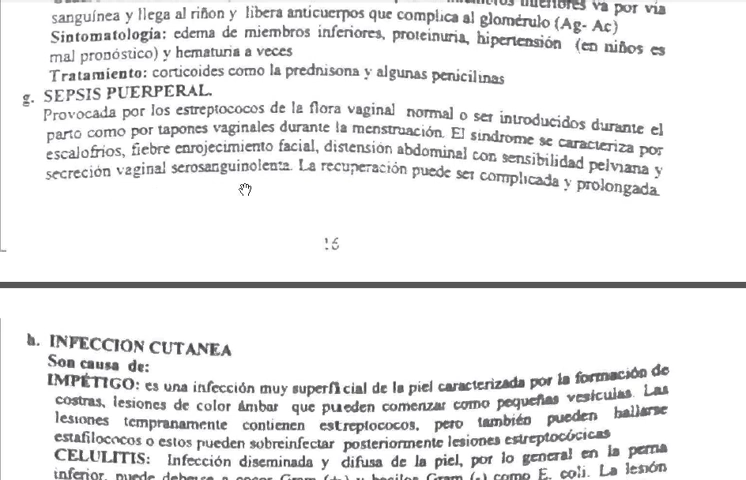 inferiores va por via
sanguínea y llega al riñon y libera anticuerpos que complica al glomérulo (Ag- Ac)
Sintomatología: edema de miembros inferiores, proteinuria, hipertensión (en niños es
mal pronóstico) y hematuria a veces
Tratamiento: corticoides como la prednisona y algunas penicilinas
g. SEPSIS PUERPERAL.
Provocada por los estreptococos de la flora vaginal normal o ser introducidos durante el
parto como por tapones vaginales durante la menstruación. El síndrome se caracteriza por
escalofrios, fiebre enrojecimiento facial, distensión abdominal con sensibilidad pelviana y
secreción vaginal serosanguinolenta. La recuperación puede ser complicada y prolongada.
16
h. INFECCION CUTANEA
Son causa de:
IMPÉTIGO: es una infección muy superficial de la piel caracterizada por la formación de
costras, lesiones de color ámbar que pueden comenzar como pequeñas vesículas. Las
lesiones tempranamente contienen estreptococos, pero también pueden hallarse
estafilococos o estos pueden sobreinfectar posteriormente lesiones estreptocócicas
CELULITIS: Infección diseminada y difusa de la piel, por lo general en la perna
inferior, puede deberse a cocos Gram (+) y bacilos Gram (-) como E. coli. La lesión